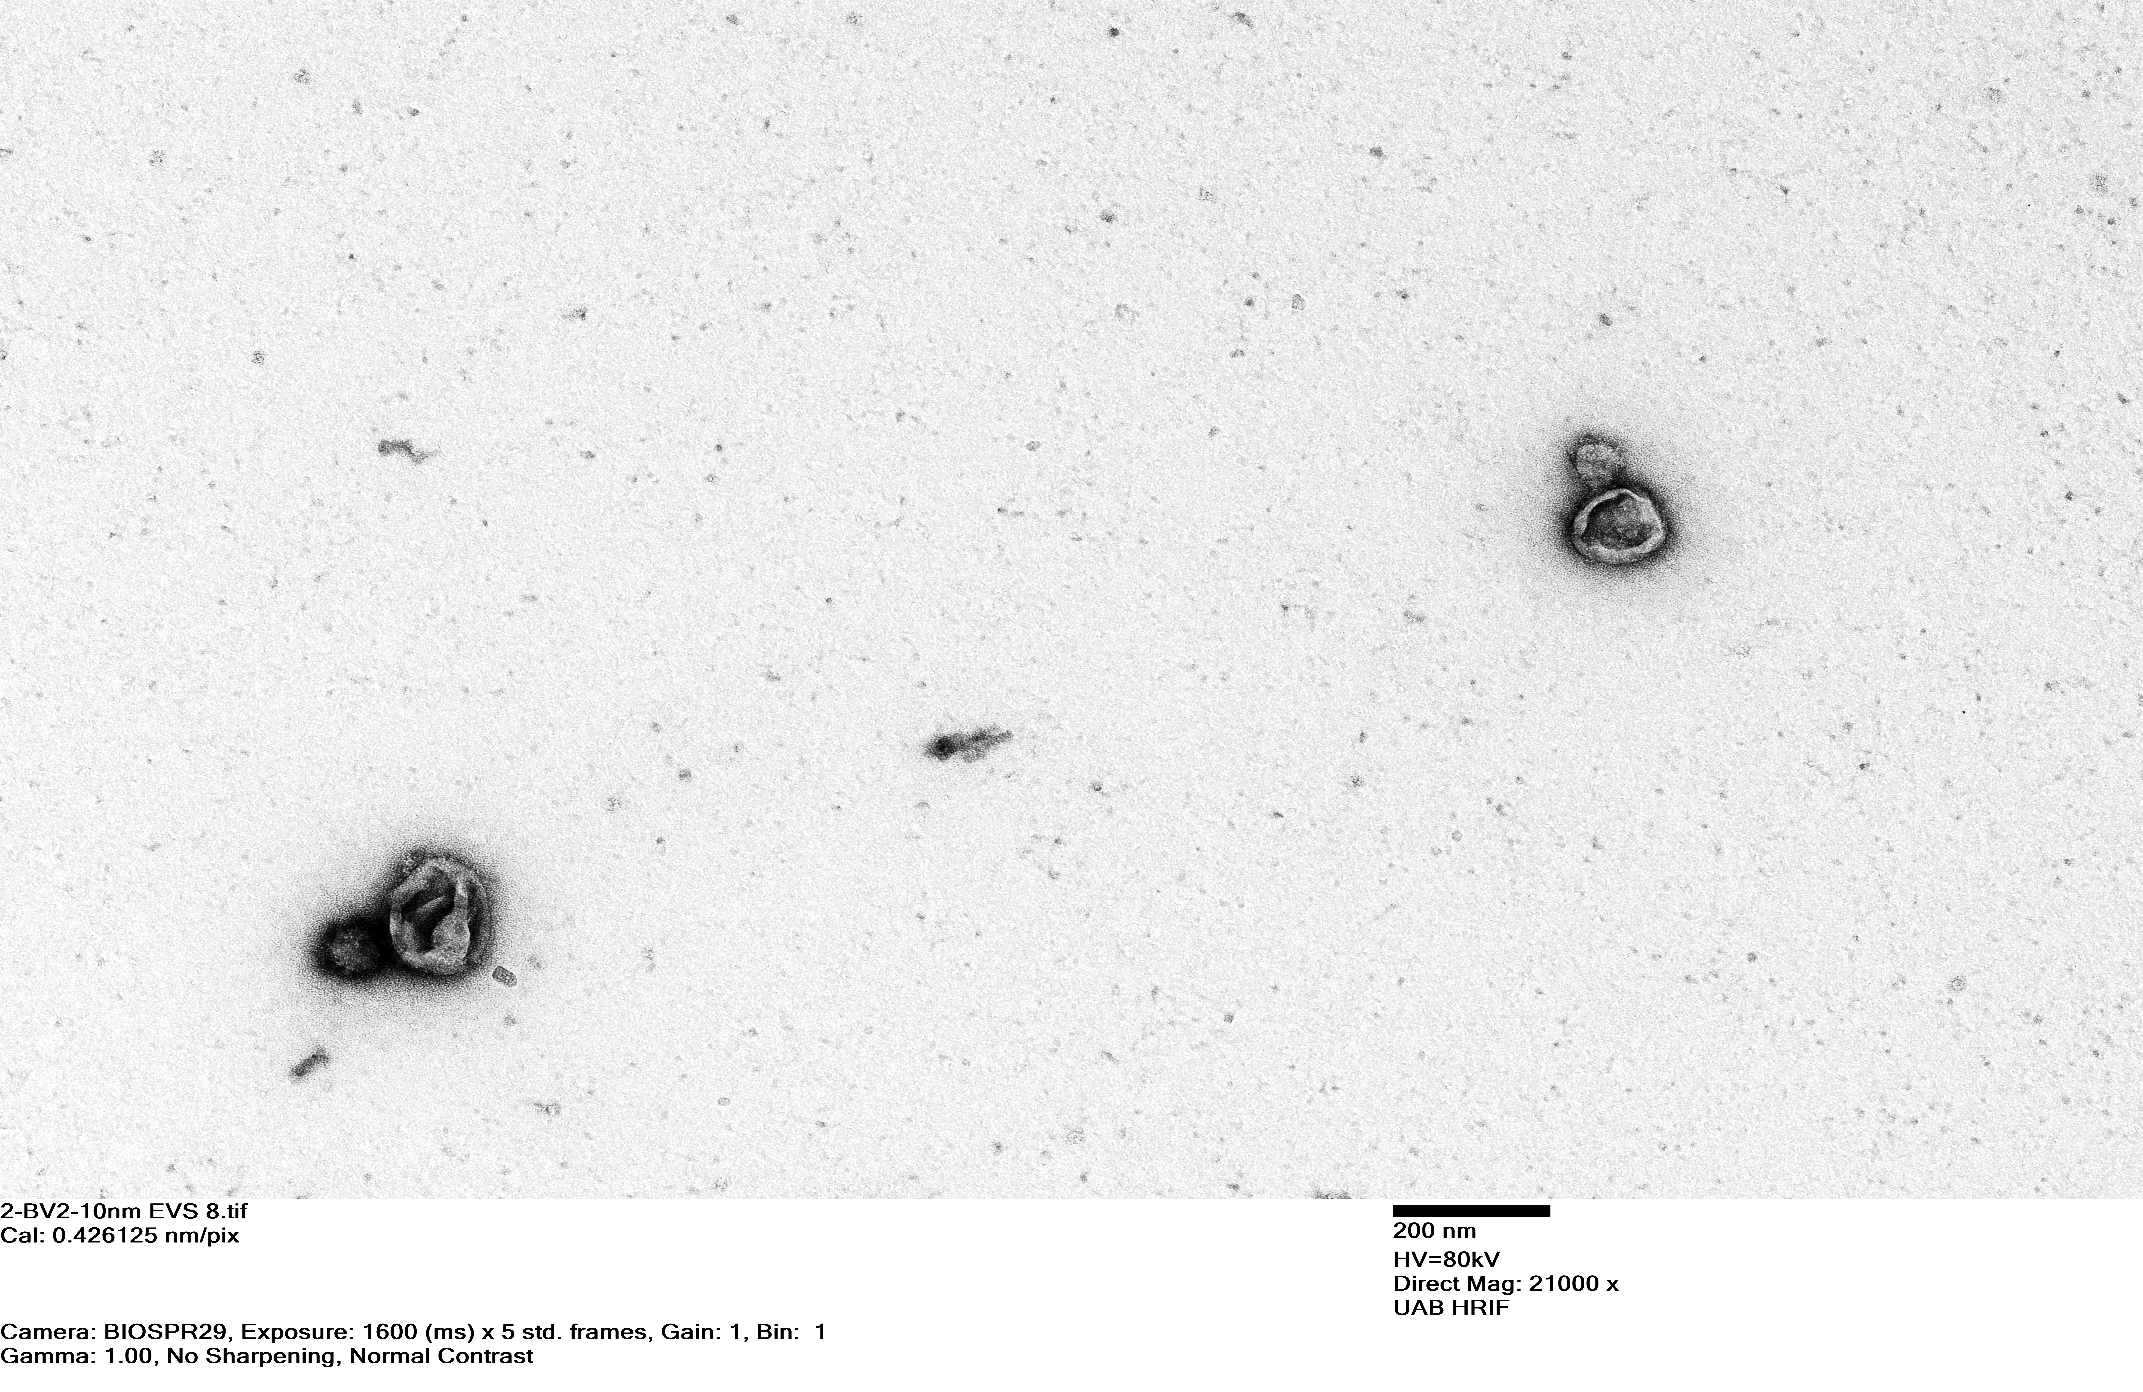 2-BV2-10nm EVS 8.tif
Cal: 0.426125 nm/pix
200 nm
HV=80kV
Direct Mag: 21000 x
UAB HRIF
Camera: BIOSPR29, Exposure: 1600 (ms) x 5 std. frames, Gain: 1, Bin:  1
Gamma: 1.00, No Sharpening, Normal Contrast